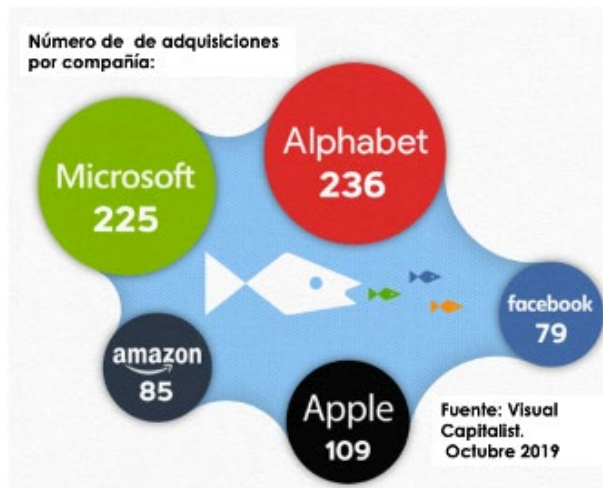 Número de de adquisiciones
por compañía:
Alphabet
236
Microsoft
225
facebook
79
amazon
85
Apple
109
Fuente: Visual
Capitalist.
Octubre 2019